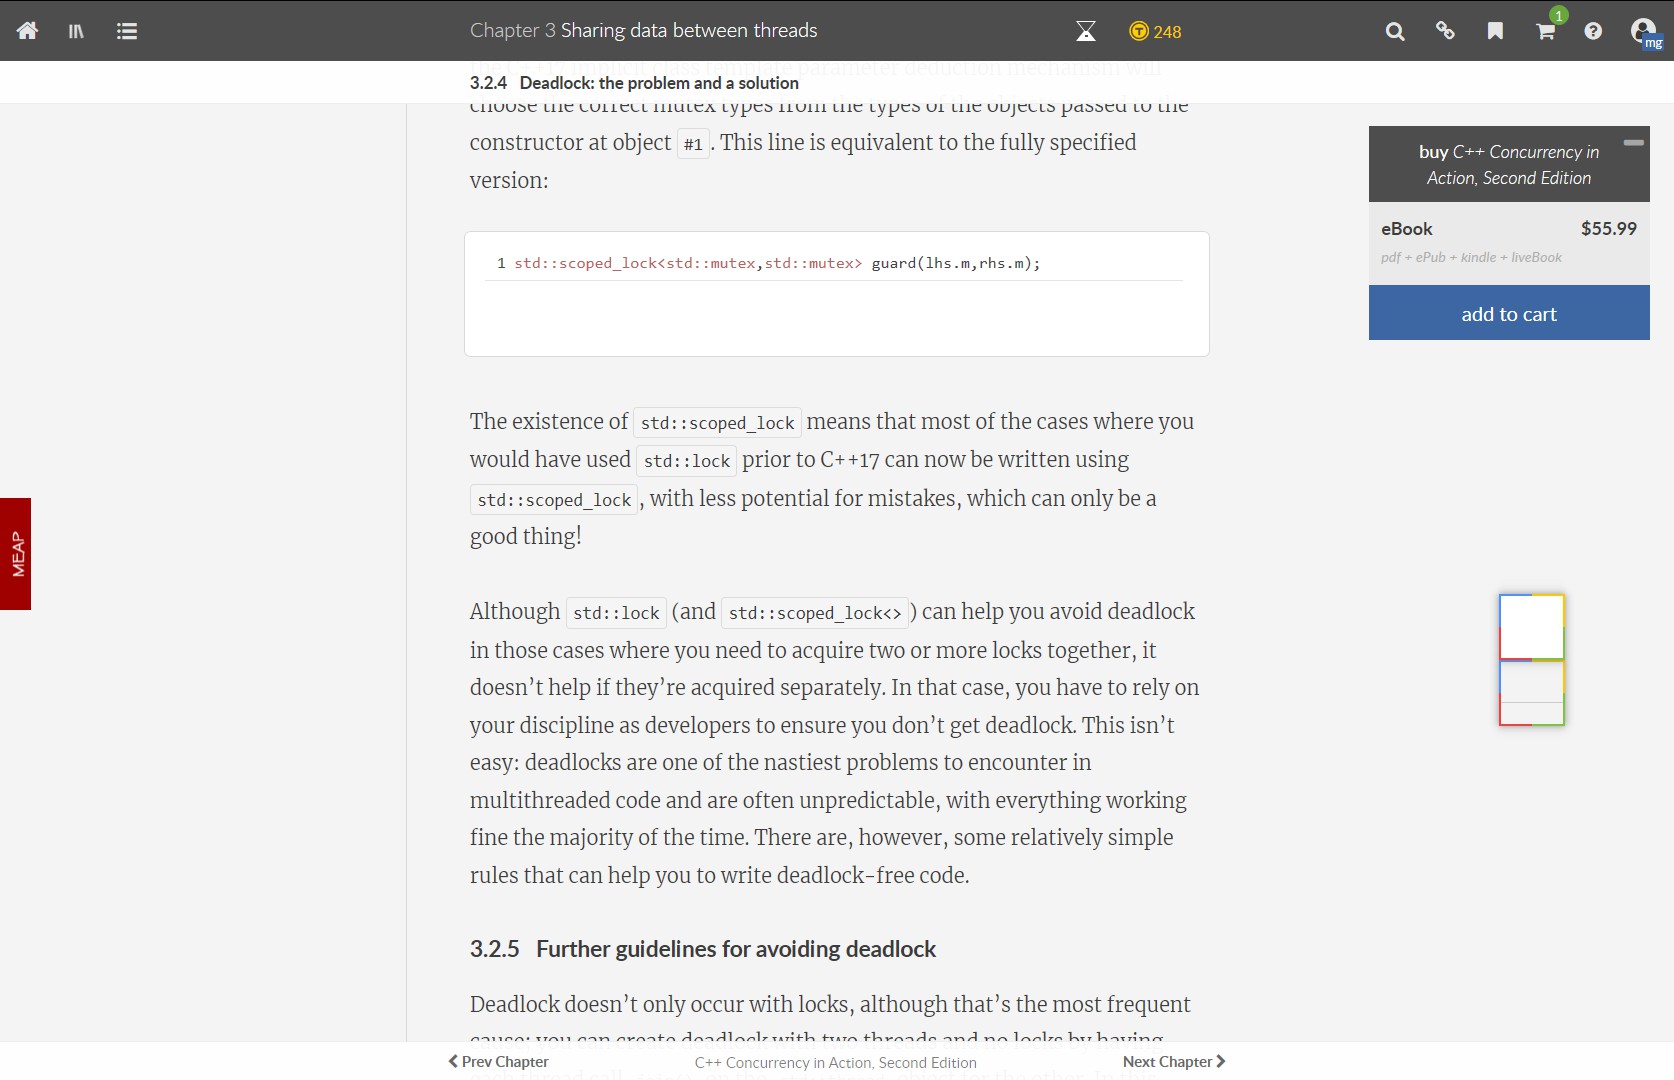 Chapter 3 Sharing data between threads
248
1
mg
the C++17 implicit class template parameter deduction mechanism will
3.2.4 Deadlock: the problem and a solution
choose the correct mutex types from the types of the objects passed to the
constructor at object #1. This line is equivalent to the fully specified
version:
1 std::scoped_lock<std::mutex,std::mutex> guard(lhs.m,rhs.m);
The existence of std::scoped_lock means that most of the cases where you
would have used std::lock prior to C++17 can now be written using
std::scoped_lock, with less potential for mistakes, which can only be a
good thing!
Although std::lock (and std::scoped_lock<>) can help you avoid deadlock
in those cases where you need to acquire two or more locks together, it
doesn’t help if they’re acquired separately. In that case, you have to rely on
your discipline as developers to ensure you don’t get deadlock. This isn’t
easy: deadlocks are one of the nastiest problems to encounter in
multithreaded code and are often unpredictable, with everything working
fine the majority of the time. There are, however, some relatively simple
rules that can help you to write deadlock-free code.
3.2.5 Further guidelines for avoiding deadlock
Deadlock doesn’t only occur with locks, although that’s the most frequent
cause; you can create deadlock with two threads and no locks by having
Prev Chapter
C++ Concurrency in Action, Second Edition
Next Chapter
MEAP
buy C++ Concurrency in
Action, Second Edition
eBook $55.99
pdf + ePub + kindle + liveBook
add to cart